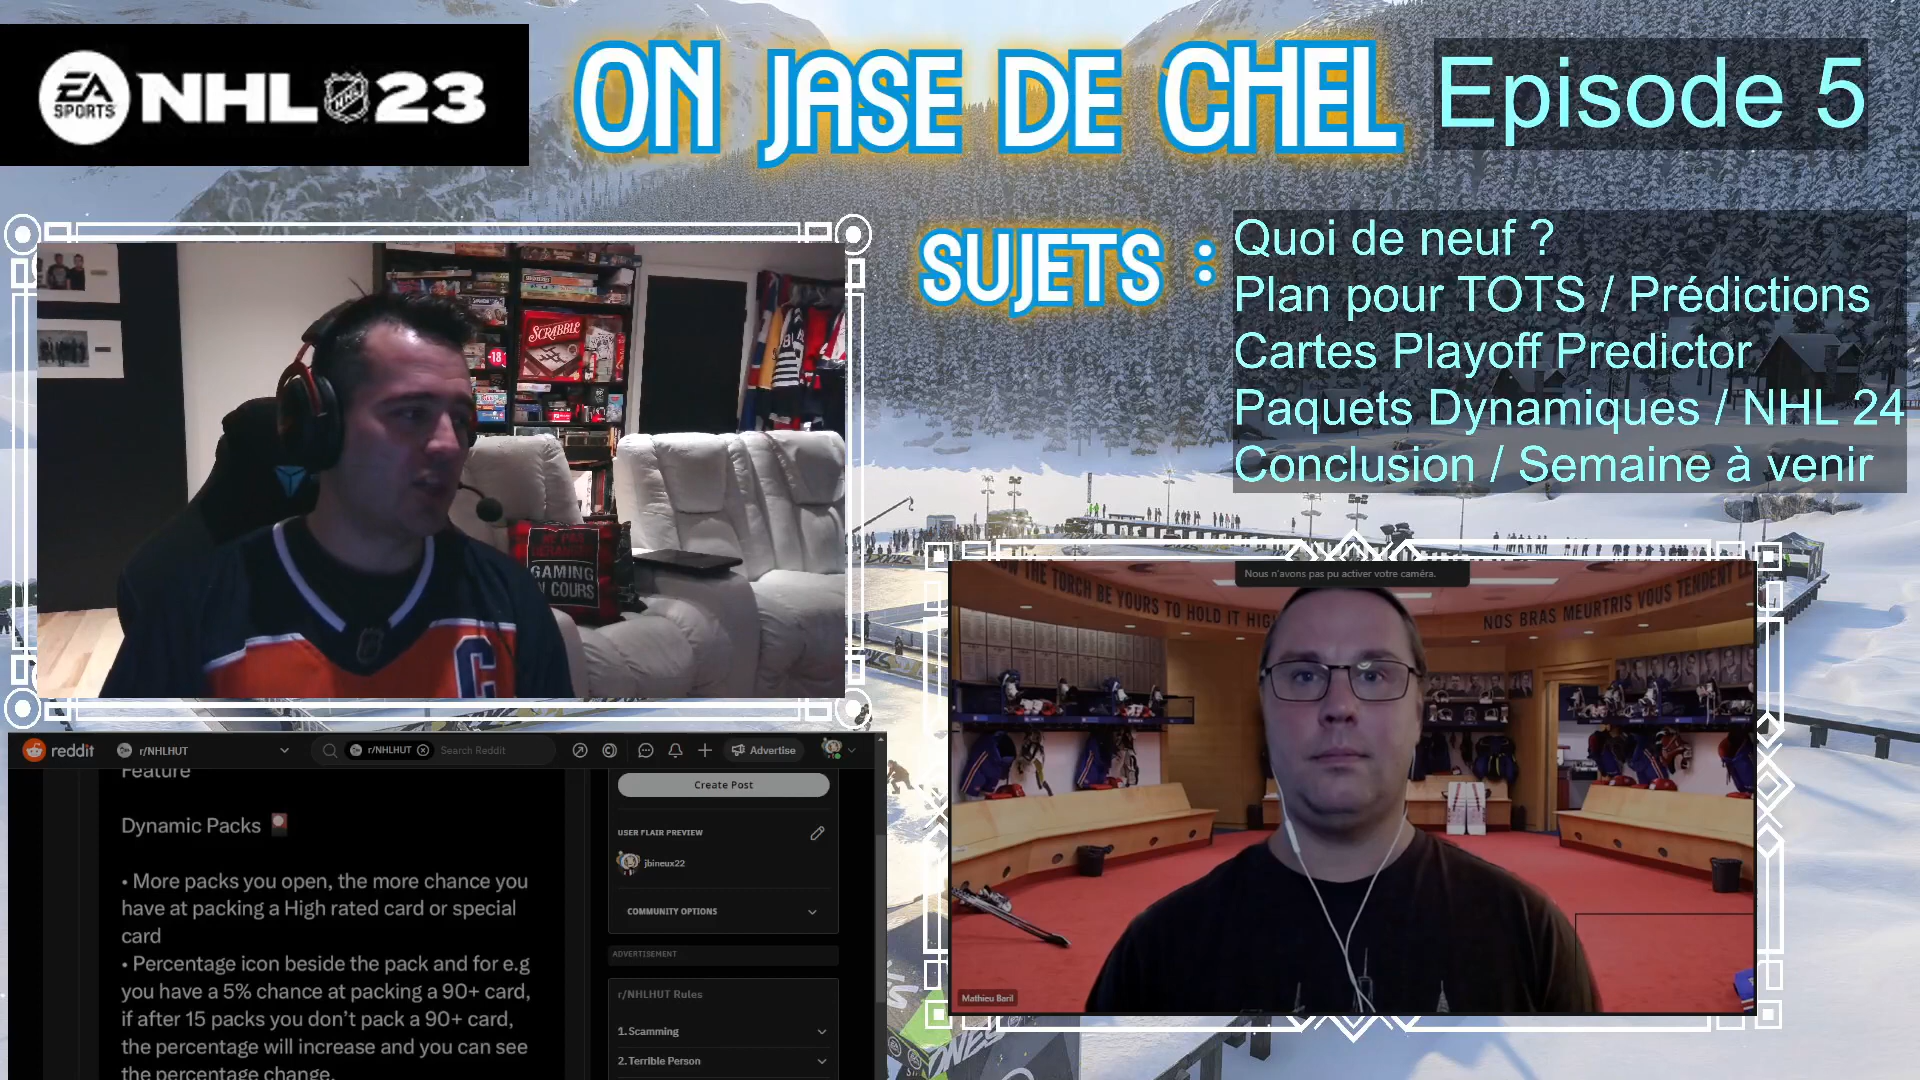 EA SPORTS NHL 23
ON JASE DE CHEL
Episode 5
SUJETS :
Quoi de neuf ?
Plan pour TOTS / Prédictions
Cartes Playoff Predictor
Paquets Dynamiques / NHL 24
Conclusion / Semaine à venir
SCRABBLE
-18
GAMING
N COURS
C
Nous n'avons pas pu activer votre caméra.
THE TORCH BE YOURS TO HOLD IT HIGH
NOS BRAS MEURTRIS VOUS TENDENT
Mathieu Baril
reddit
r/NHLHUT
r/NHLHUT
Search Reddit
Advertise
Feature
Dynamic Packs
• More packs you open, the more chance you
have at packing a High rated card or special
card
• Percentage icon beside the pack and for e.g
you have a 5% chance at packing a 90+ card,
if after 15 packs you don't pack a 90+ card,
the percentage will increase and you can see
the percentage change.
Create Post
USER FLAIR PREVIEW
jbineux22
COMMUNITY OPTIONS
ADVERTISEMENT
r/NHLHUT Rules
1. Scamming
2. Terrible Person